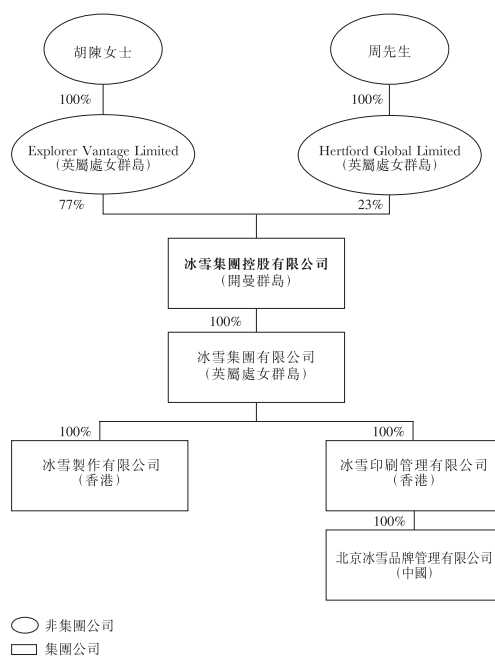 胡陳女士
周先生
100%
100%
Explorer Vantage Limited
(英屬處女群島)
Hertford Global Limited
(英屬處女群島)
77%
23%
冰雪集團控股有限公司
(開曼群島)
100%
冰雪集團有限公司
(英屬處女群島)
100%
100%
冰雪製作有限公司
(香港)
冰雪印刷管理有限公司
(香港)
100%
北京冰雪品牌管理有限公司
(中國)
非集團公司
集團公司